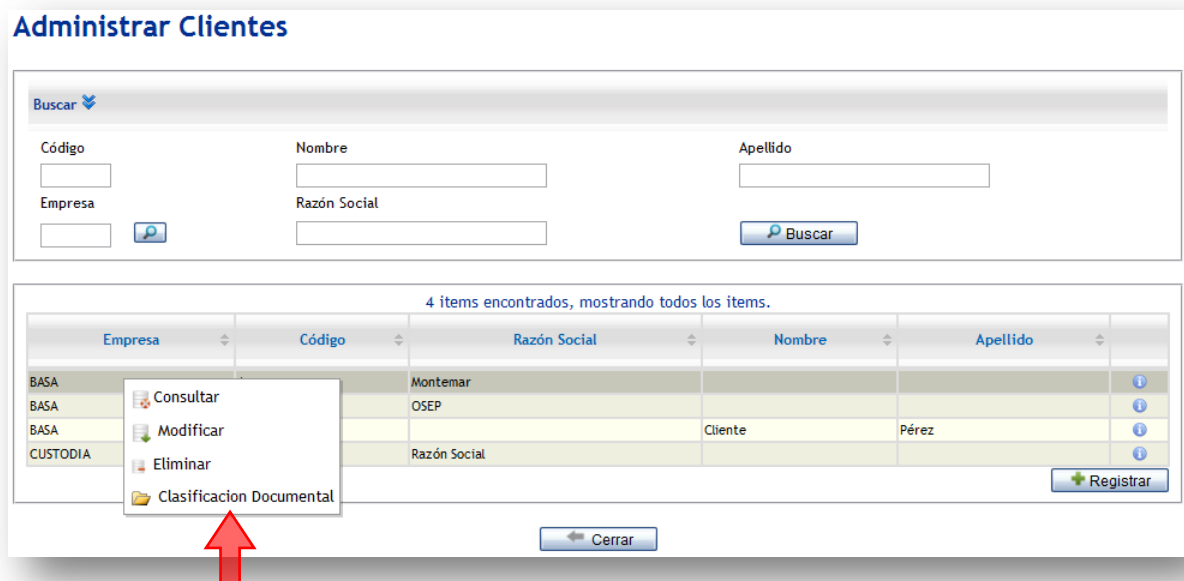 Administrar Clientes
Buscar
Código Nombre Apellido
Empresa Razón Social
Buscar
4 items encontrados, mostrando todos los items.
Empresa Código Razón Social Nombre Apellido
BASA Montemar
BASA OSEP
BASA Cliente Pérez
CUSTODIA Razón Social
Consultar
Modificar
Eliminar
Clasificacion Documental
Registrar
Cerrar